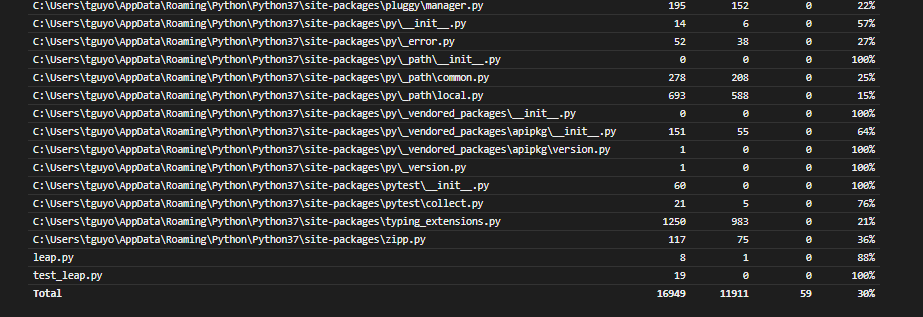 C:\Users\tguyo\AppData\Roaming\Python\Python37\site-packages\pluggy\manager.py 195 152 0 22%
C:\Users\tguyo\AppData\Roaming\Python\Python37\site-packages\py\__init__.py 14 6 0 57%
C:\Users\tguyo\AppData\Roaming\Python\Python37\site-packages\py\_error.py 52 38 0 27%
C:\Users\tguyo\AppData\Roaming\Python\Python37\site-packages\py\_path\__init__.py 0 0 0 100%
C:\Users\tguyo\AppData\Roaming\Python\Python37\site-packages\py\_path\common.py 278 208 0 25%
C:\Users\tguyo\AppData\Roaming\Python\Python37\site-packages\py\_path\local.py 693 588 0 15%
C:\Users\tguyo\AppData\Roaming\Python\Python37\site-packages\py\_vendored_packages\__init__.py 0 0 0 100%
C:\Users\tguyo\AppData\Roaming\Python\Python37\site-packages\py\_vendored_packages\apipkg\__init__.py 151 55 0 64%
C:\Users\tguyo\AppData\Roaming\Python\Python37\site-packages\py\_vendored_packages\apipkg\version.py 1 0 0 100%
C:\Users\tguyo\AppData\Roaming\Python\Python37\site-packages\py\_version.py 1 0 0 100%
C:\Users\tguyo\AppData\Roaming\Python\Python37\site-packages\pytest\__init__.py 60 0 0 100%
C:\Users\tguyo\AppData\Roaming\Python\Python37\site-packages\pytest\collect.py 21 5 0 76%
C:\Users\tguyo\AppData\Roaming\Python\Python37\site-packages\typing_extensions.py 1250 983 0 21%
C:\Users\tguyo\AppData\Roaming\Python\Python37\site-packages\zipp.py 117 75 0 36%
leap.py 8 1 0 88%
test_leap.py 19 0 0 100%
Total 16949 11911 59 30%